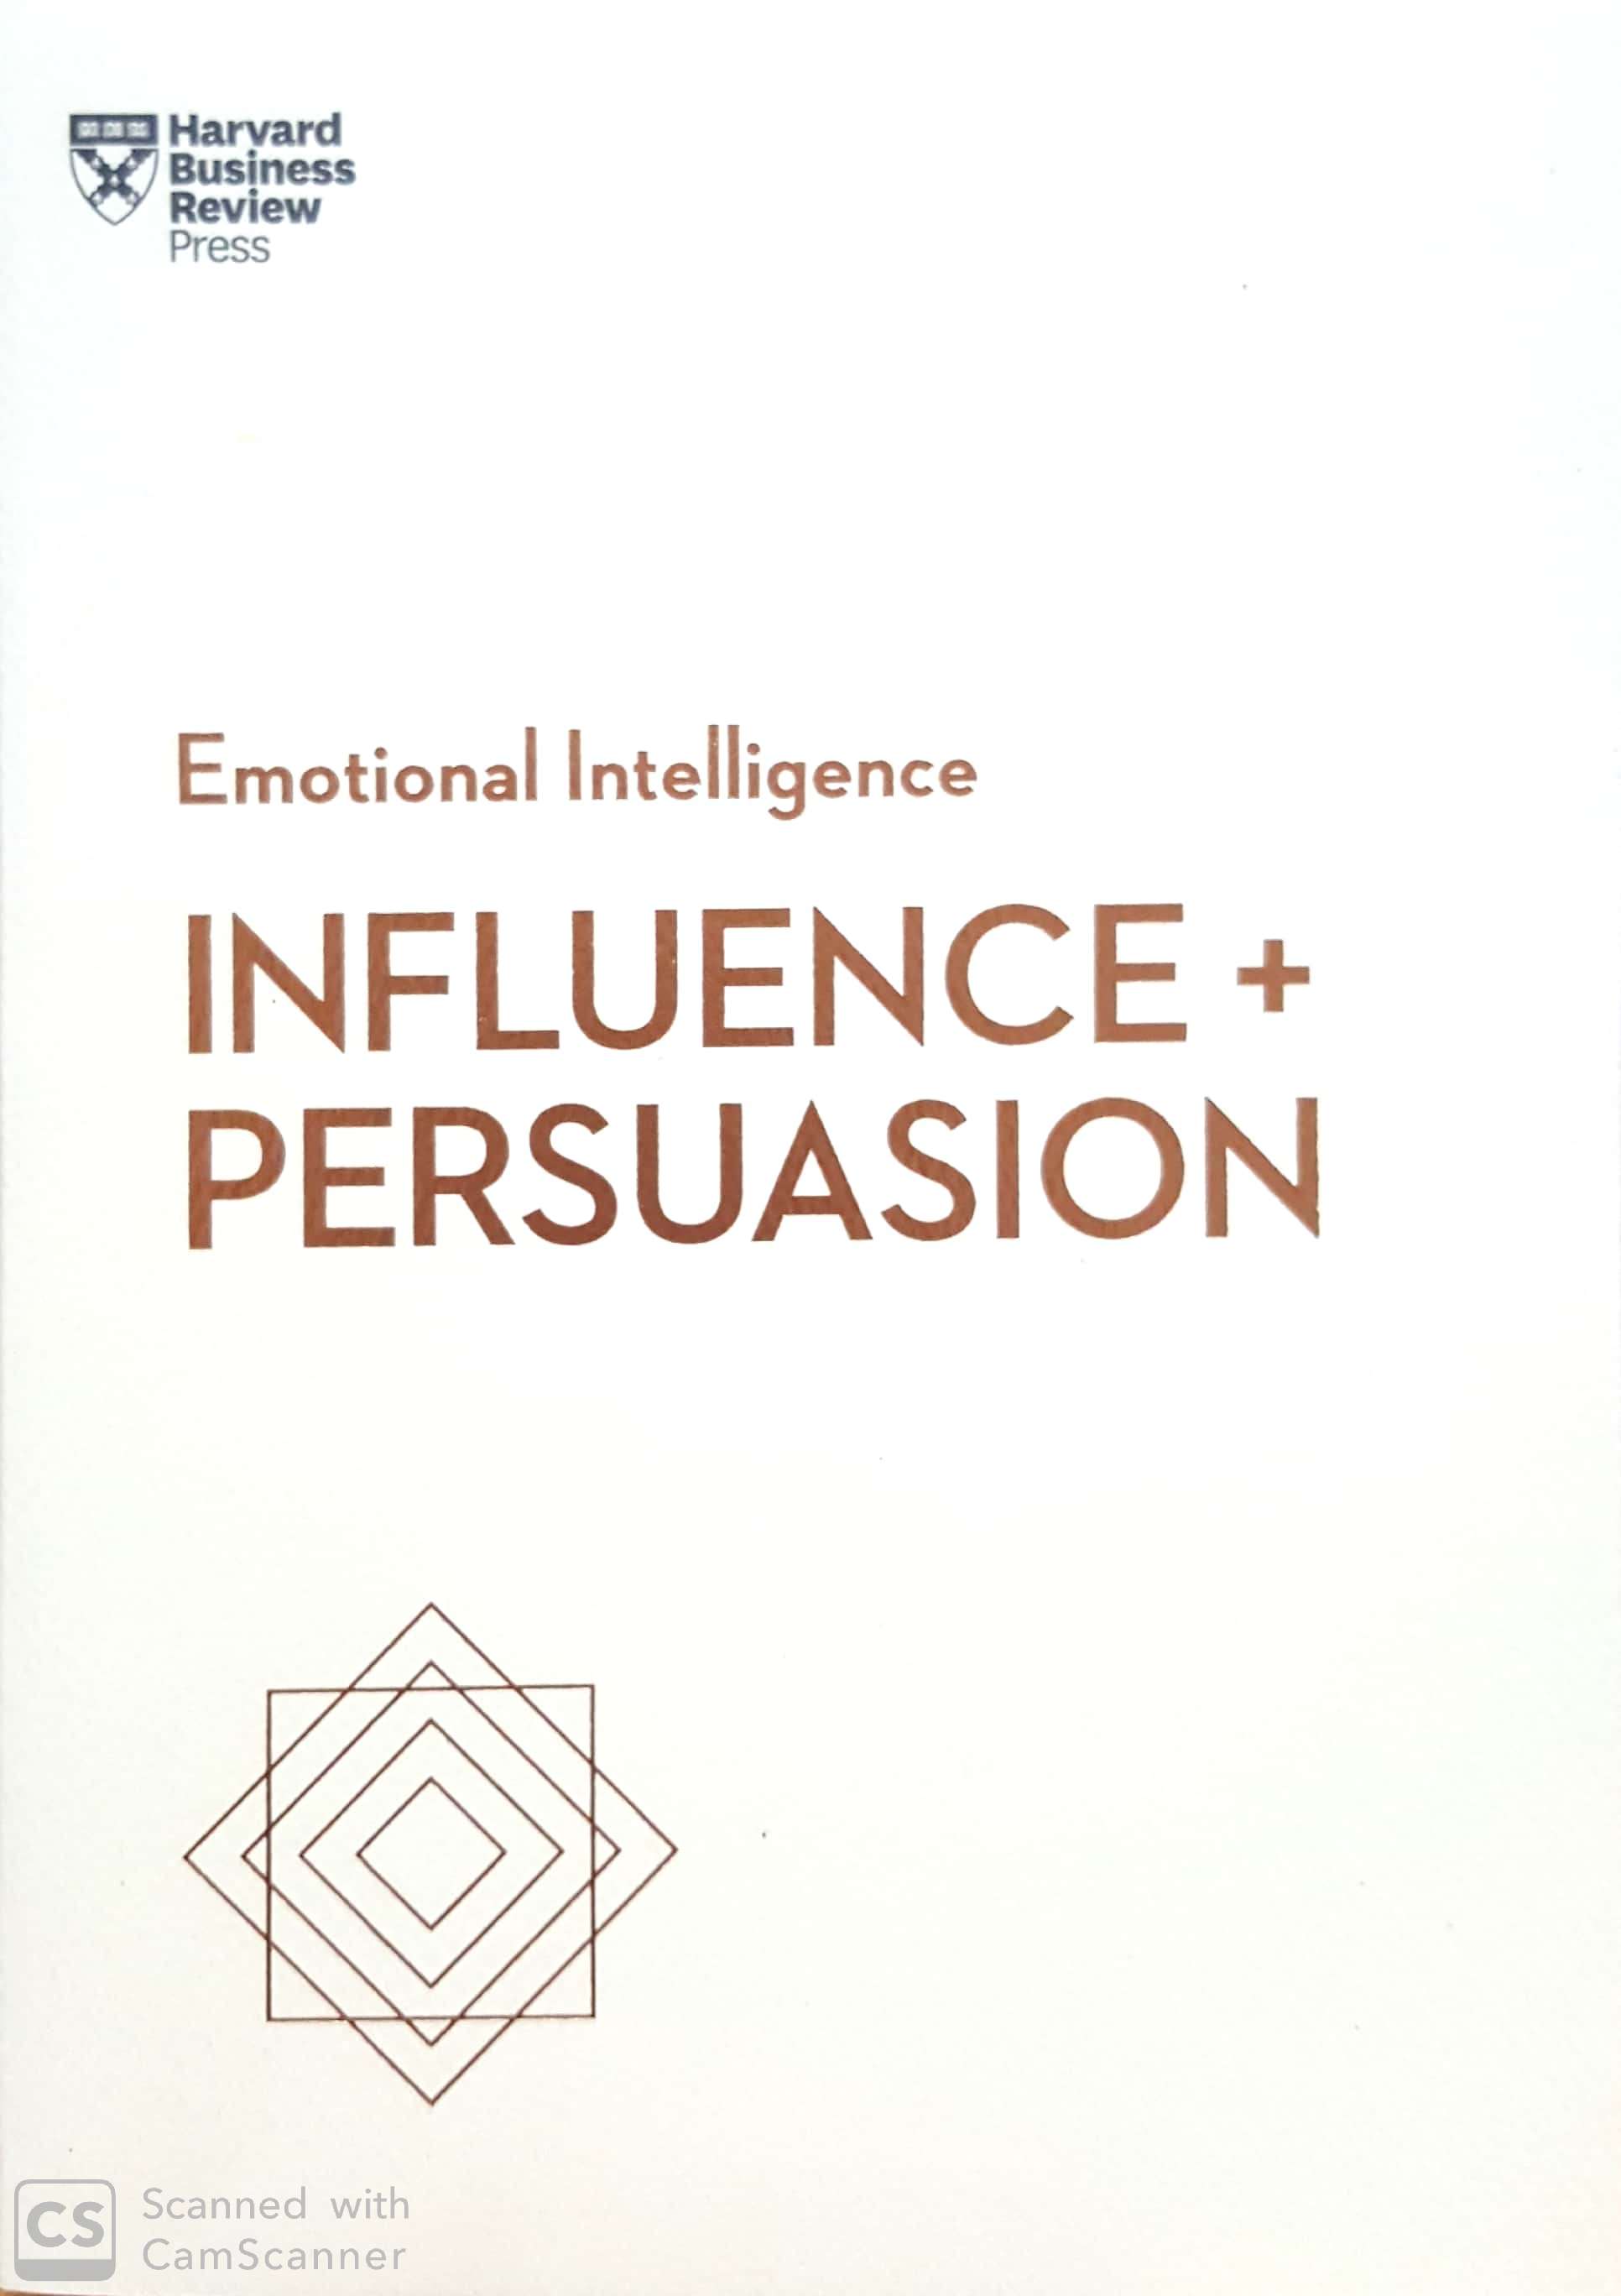 Harvard
Business
Review
Press
Emotional Intelligence
INFLUENCE +
PERSUASION
CS
Scanned with
CamScanner